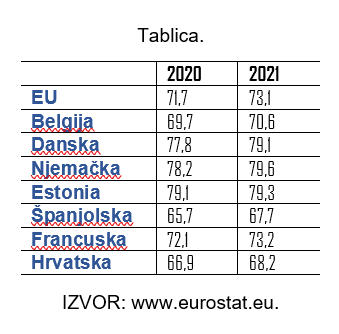 Tablica.
2020 2021
EU 71,7 73,1
Belgija 69,7 70,6
Danska 77,8 79,1
Njemačka 78,2 79,6
Estonia 79,1 79,3
Španjolska 65,7 67,7
Francuska 72,1 73,2
Hrvatska 66,9 68,2
IZVOR: www.eurostat.eu.